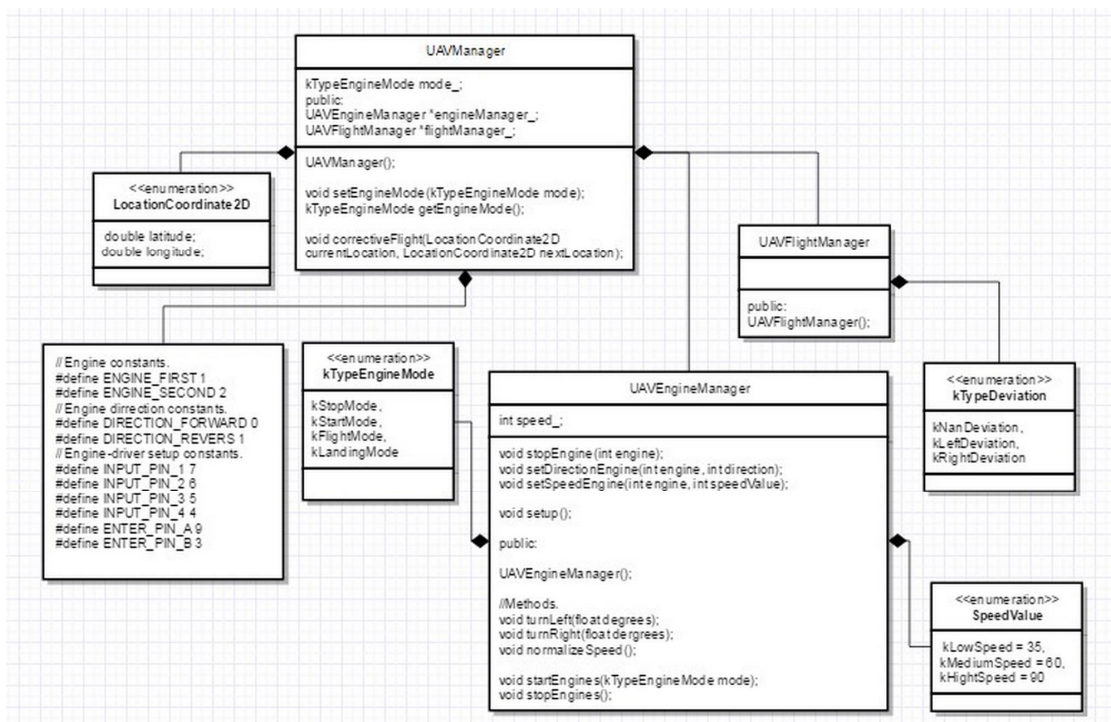 UAVManager
kTypeEngineMode mode_;
public:
UAVEngineManager *engineManager_;
UAVFlightManager *flightManager_;
UAVManager();
void setEngineMode(kTypeEngineMode mode);
kTypeEngineMode getEngineMode();
void correctiveFlight(LocationCoordinate2D
currentLocation, LocationCoordinate2D nextLocation);
<<enumeration>>
LocationCoordinate2D
double latitude;
double longitude;
UAVFlightManager
public:
UAVFlightManager();
//Engine constants.
#define ENGINE_FIRST 1
#define ENGINE_SECOND 2
//Engine dirrection constants.
#define DIRECTION_FORWARD 0
#define DIRECTION_REVERS 1
//Engine-driver setup constants.
#define INPUT_PIN_1 7
#define INPUT_PIN_2 6
#define INPUT_PIN_3 5
#define INPUT_PIN_4 4
#define ENTER_PIN_A 9
#define ENTER_PIN_B 3
<<enumeration>>
kTypeEngineMode
kStopMode,
kStartMode,
kFlightMode,
kLandingMode
UAVEngineManager
int speed_;
void stopEngine(int engine);
void setDirectionEngine(int engine, int direction);
void setSpeedEngine(int engine, int speedValue);
void setup();
public:
UAVEngineManager();
//Methods.
void turnLeft(float degrees);
void turnRight(float dergrees);
void normalizeSpeed();
void startEngines(kTypeEngineMode mode);
void stopEngines();
<<enumeration>>
kTypeDeviation
kNanDeviation,
kLeftDeviation,
kRightDeviation
<<enumeration>>
SpeedValue
kLowSpeed = 35,
kMediumSpeed = 60,
kHightSpeed = 90